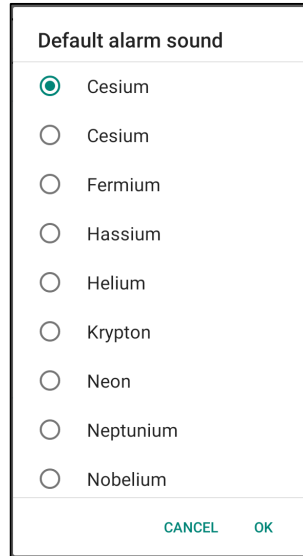 Default alarm sound
Cesium
Cesium
Fermium
Hassium
Helium
Krypton
Neon
Neptunium
Nobelium
CANCEL OK